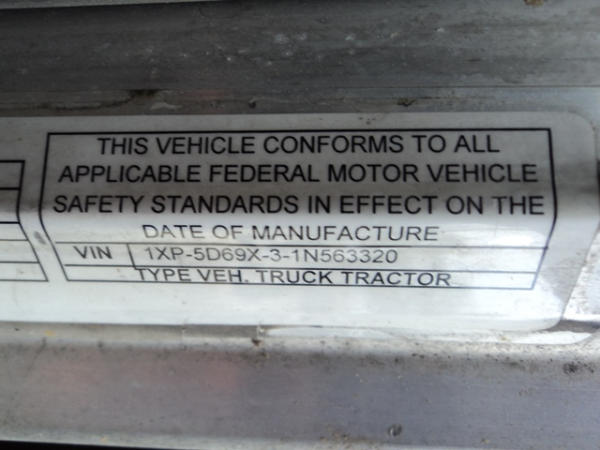 THIS VEHICLE CONFORMS TO ALL
APPLICABLE FEDERAL MOTOR VEHICLE
SAFETY STANDARDS IN EFFECT ON THE
DATE OF MANUFACTURE
VIN 1XP-5D69X-3-1N563320
TYPE VEH. TRUCK TRACTOR